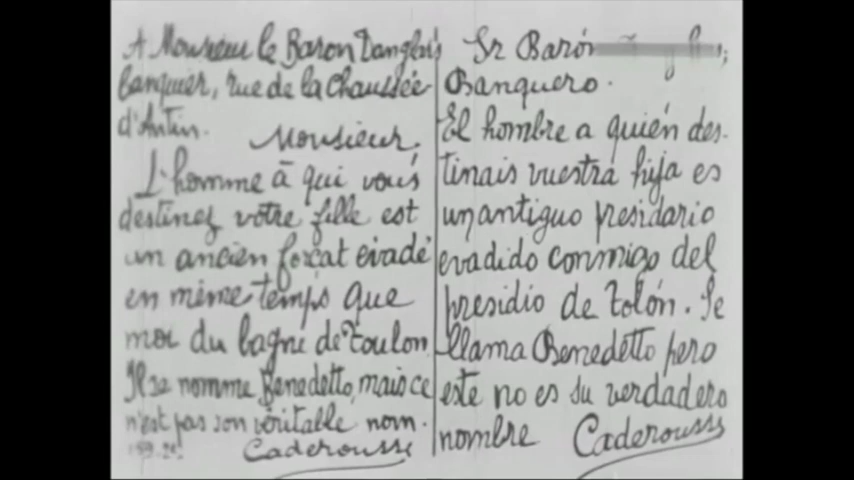 A Monsieur le Baron Danglars
banquier, rue de la Chaussée
d'Antin.
Monsieur.
L'homme à qui vous
destinez votre fille est
un ancien forçat évadé
en même temps que
moi du bagne de Toulon
Il se nomme Benedetto, mais ce
n'est pas son véritable nom.
Caderousse
Sr Barón
Banquero.
El hombre a quién des-
tinais vuestra hija es
un antiguo presidario
evadido conmigo del
presidio de Tolón. Se
llama Benedetto pero
este no es su verdadero
nombre Caderousse